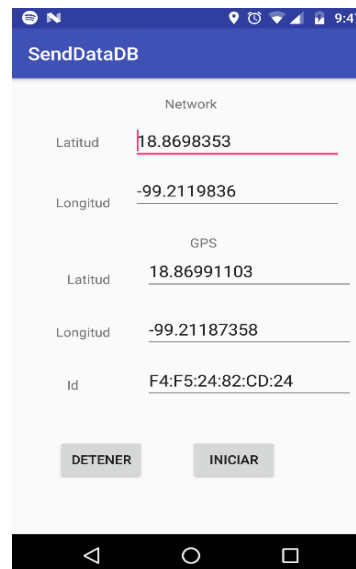 9:47
SendDataDB
Network
Latitud 18.8698353
Longitud -99.2119836
GPS
Latitud 18.86991103
Longitud -99.21187358
Id F4:F5:24:82:CD:24
DETENER INICIAR